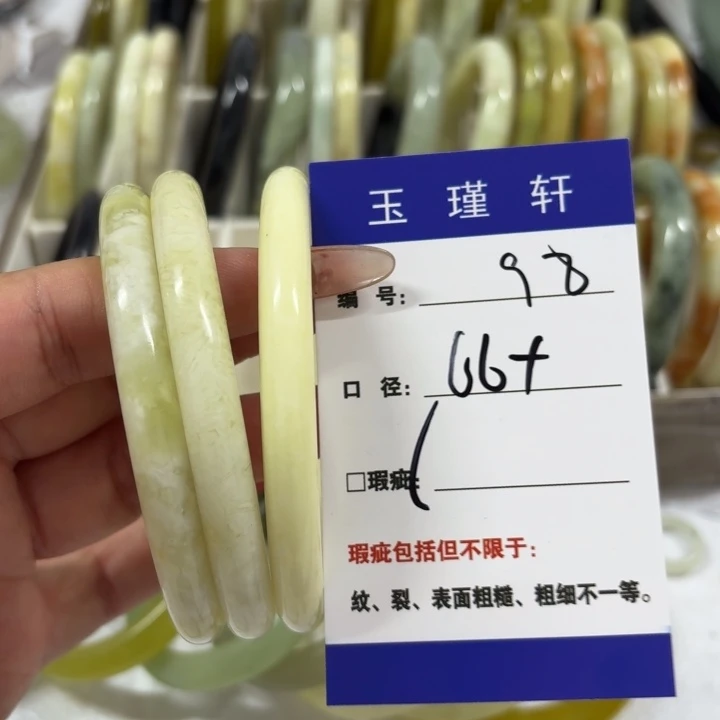 玉瑾轩
编号: 98
口径: 66+
□瑕疵: (
瑕疵包括但不限于:
纹、裂、表面粗糙、粗细不一等。